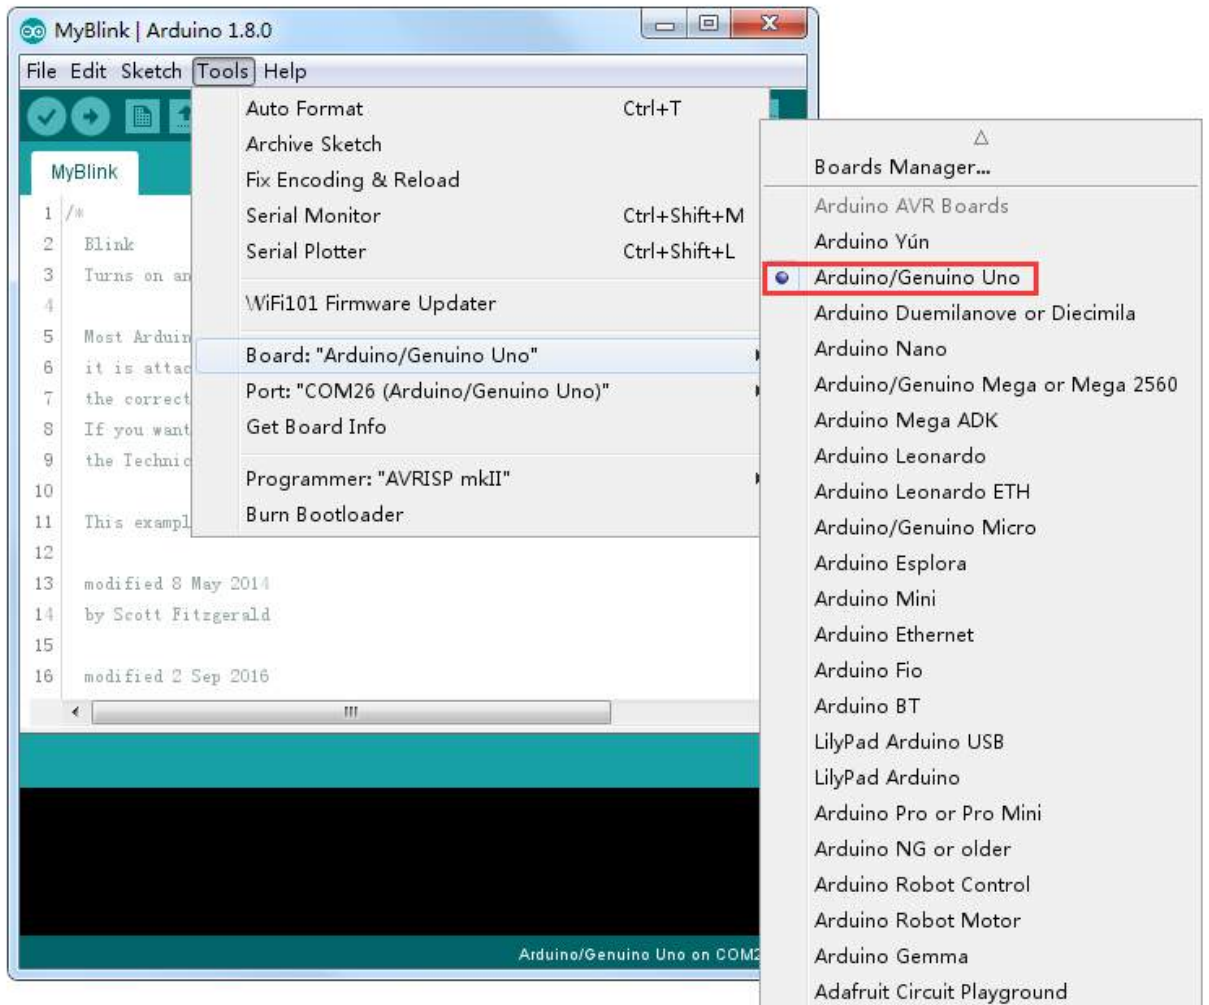 MyBlink | Arduino 1.8.0
File Edit Sketch Tools Help
Auto Format Ctrl+T
Archive Sketch
Fix Encoding & Reload
Serial Monitor Ctrl+Shift+M
Serial Plotter Ctrl+Shift+L
WiFi101 Firmware Updater
Board: "Arduino/Genuino Uno"
Port: "COM26 (Arduino/Genuino Uno)"
Get Board Info
Programmer: "AVRISP mkII"
Burn Bootloader
Boards Manager...
Arduino AVR Boards
Arduino Yún
Arduino/Genuino Uno
Arduino Duemilanove or Diecimila
Arduino Nano
Arduino/Genuino Mega or Mega 2560
Arduino Mega ADK
Arduino Leonardo
Arduino Leonardo ETH
Arduino/Genuino Micro
Arduino Esplora
Arduino Mini
Arduino Ethernet
Arduino Fio
Arduino BT
LilyPad Arduino USB
LilyPad Arduino
Arduino Pro or Pro Mini
Arduino NG or older
Arduino Robot Control
Arduino Robot Motor
Arduino Gemma
Adafruit Circuit Playground
MyBlink
1 /*
2 Blink
3 Turns on an
4
5 Most Arduin
6 it is attac
7 the correct
8 If you want
9 the Technic
10
11 This exampl
12
13 modified 8 May 2014
14 by Scott Fitzgerald
15
16 modified 2 Sep 2016
Arduino/Genuino Uno on COM2